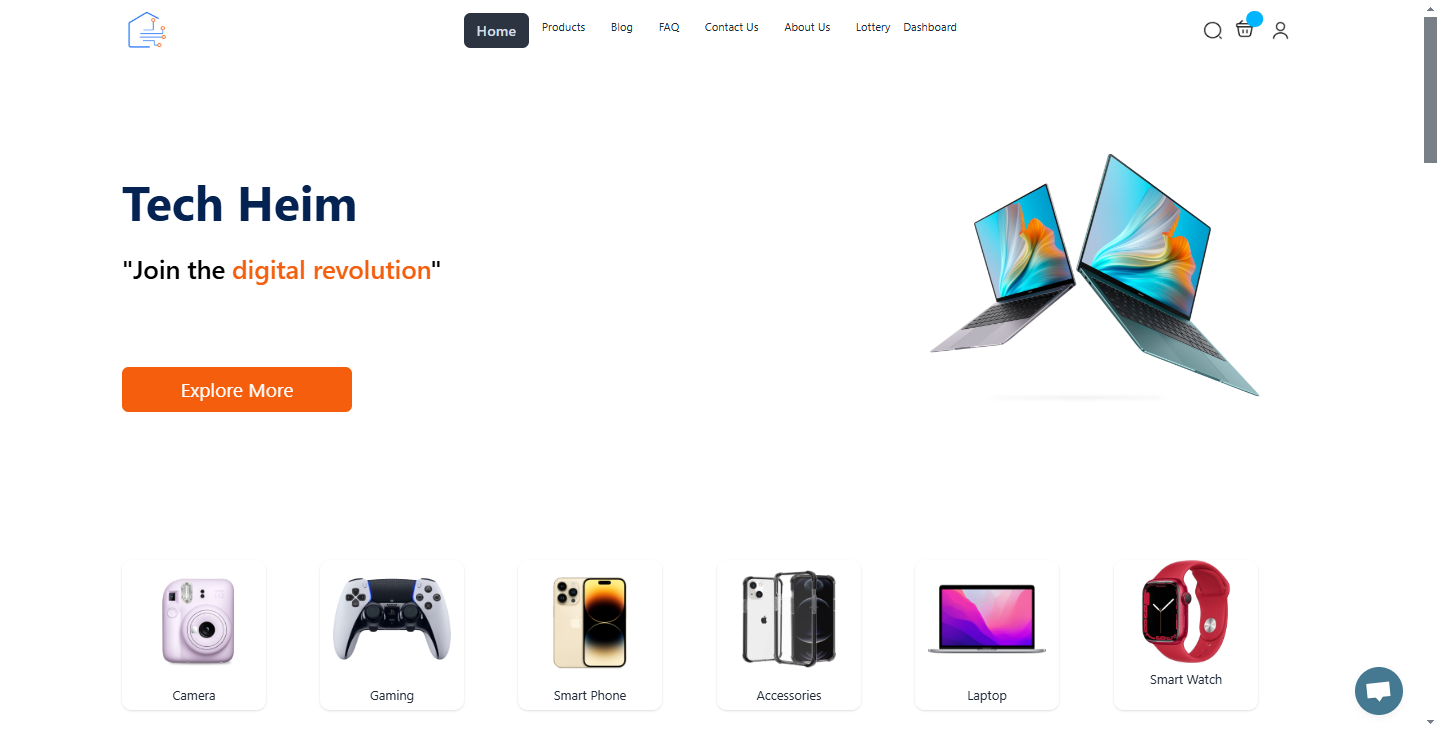 Home Products Blog FAQ Contact Us About Us Lottery Dashboard
Tech Heim
"Join the digital revolution"
Explore More
Camera Gaming Smart Phone Accessories Laptop Smart Watch